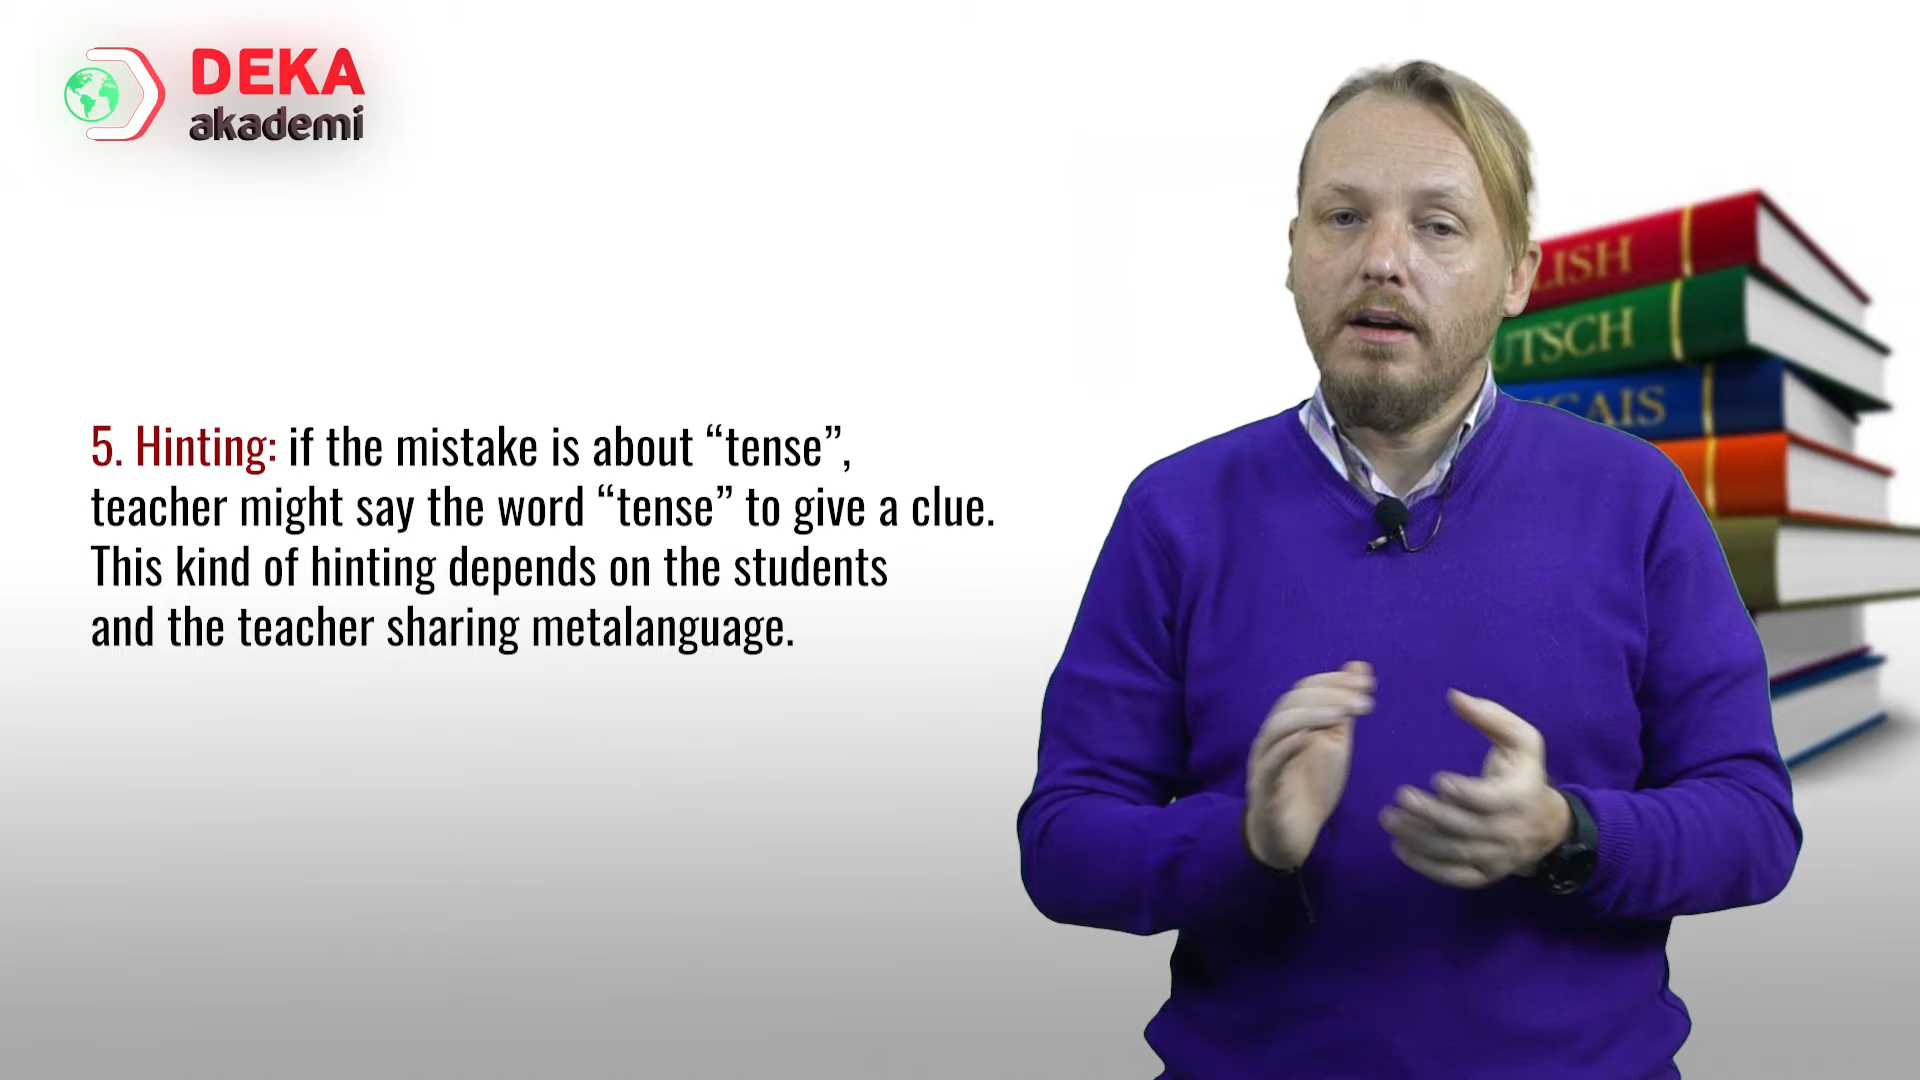 DEKA
akademi
5. Hinting: if the mistake is about “tense”,
teacher might say the word “tense” to give a clue.
This kind of hinting depends on the students
and the teacher sharing metalanguage.
LISH
UTSCH
ÇAIS